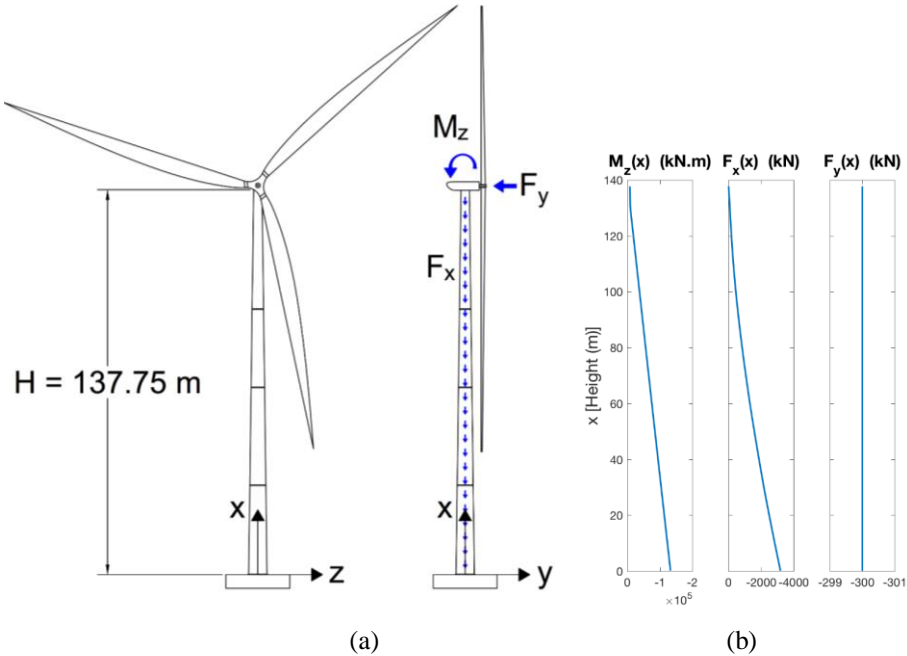 M_z
F_y
F_x
H = 137.75 m
x
x
z
y
M_z(x) (kN.m) F_x(x) (kN) F_y(x) (kN)
140
120
100
80
60
40
20
0
x [Height (m)]
0 -1 -2
×10^5
0 -2000 -4000
-299 -300 -301
(a) (b)